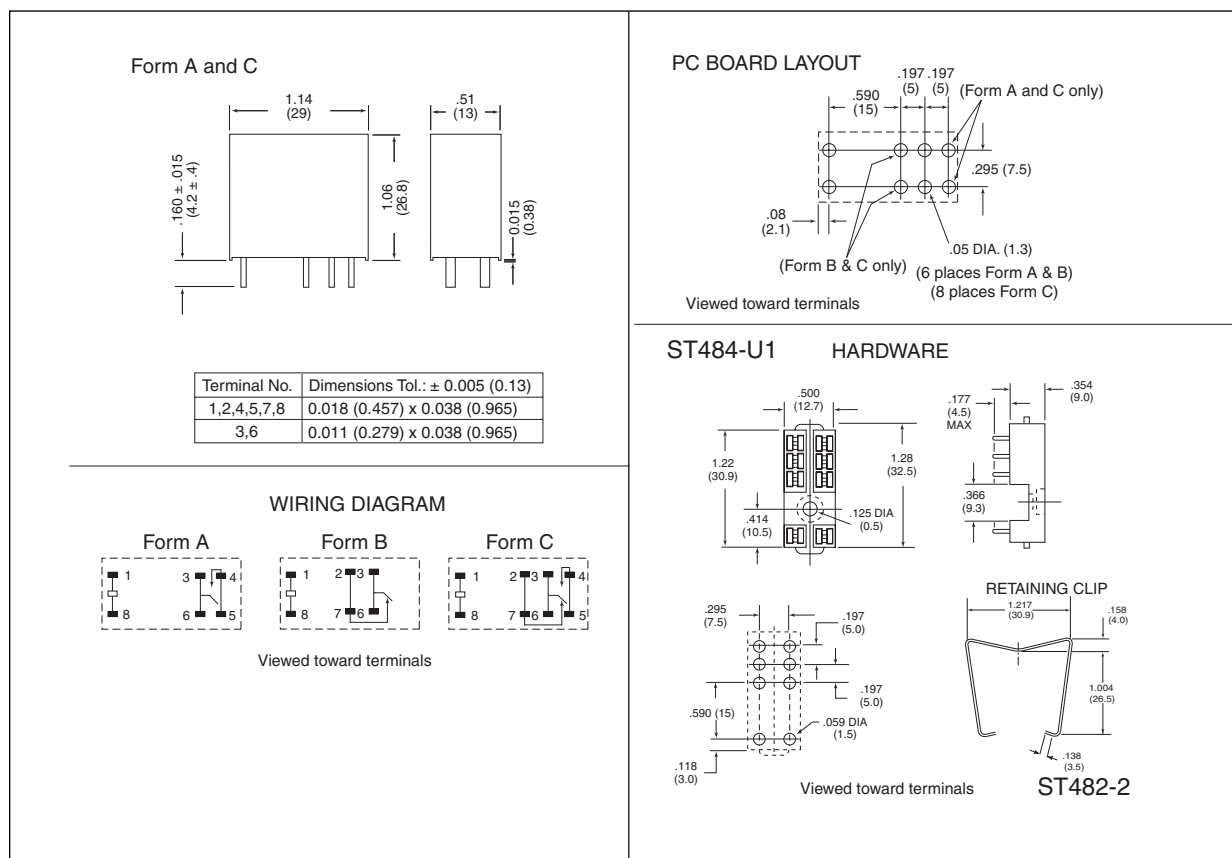 Form A and C
1.14
(29)
.51
(13)
.160 ± .015
(4.2 ± .4)
1.06
(26.8)
0.015
(0.38)
Terminal No. Dimensions Tol.: ± 0.005 (0.13)
1,2,4,5,7,8 0.018 (0.457) x 0.038 (0.965)
3,6 0.011 (0.279) x 0.038 (0.965)
WIRING DIAGRAM
Form A Form B Form C
1 3 4
8 6 5
1 2 3
8 7 6
1 2 3 4
8 7 6 5
Viewed toward terminals
PC BOARD LAYOUT
.590
(15)
.197 .197
(5) (5)
(Form A and C only)
.295 (7.5)
.08
(2.1)
.05 DIA. (1.3)
(Form B & C only)
(6 places Form A & B)
(8 places Form C)
Viewed toward terminals
ST484-U1 HARDWARE
.500
(12.7)
1.22
(30.9)
1.28
(32.5)
.414
(10.5)
.125 DIA
(0.5)
.177
(4.5)
MAX
.354
(9.0)
.366
(9.3)
.295
(7.5)
.197
(5.0)
.197
(5.0)
.590 (15)
.059 DIA
(1.5)
.118
(3.0)
RETAINING CLIP
1.217
(30.9)
.158
(4.0)
1.004
(26.5)
.138
(3.5)
Viewed toward terminals
ST482-2